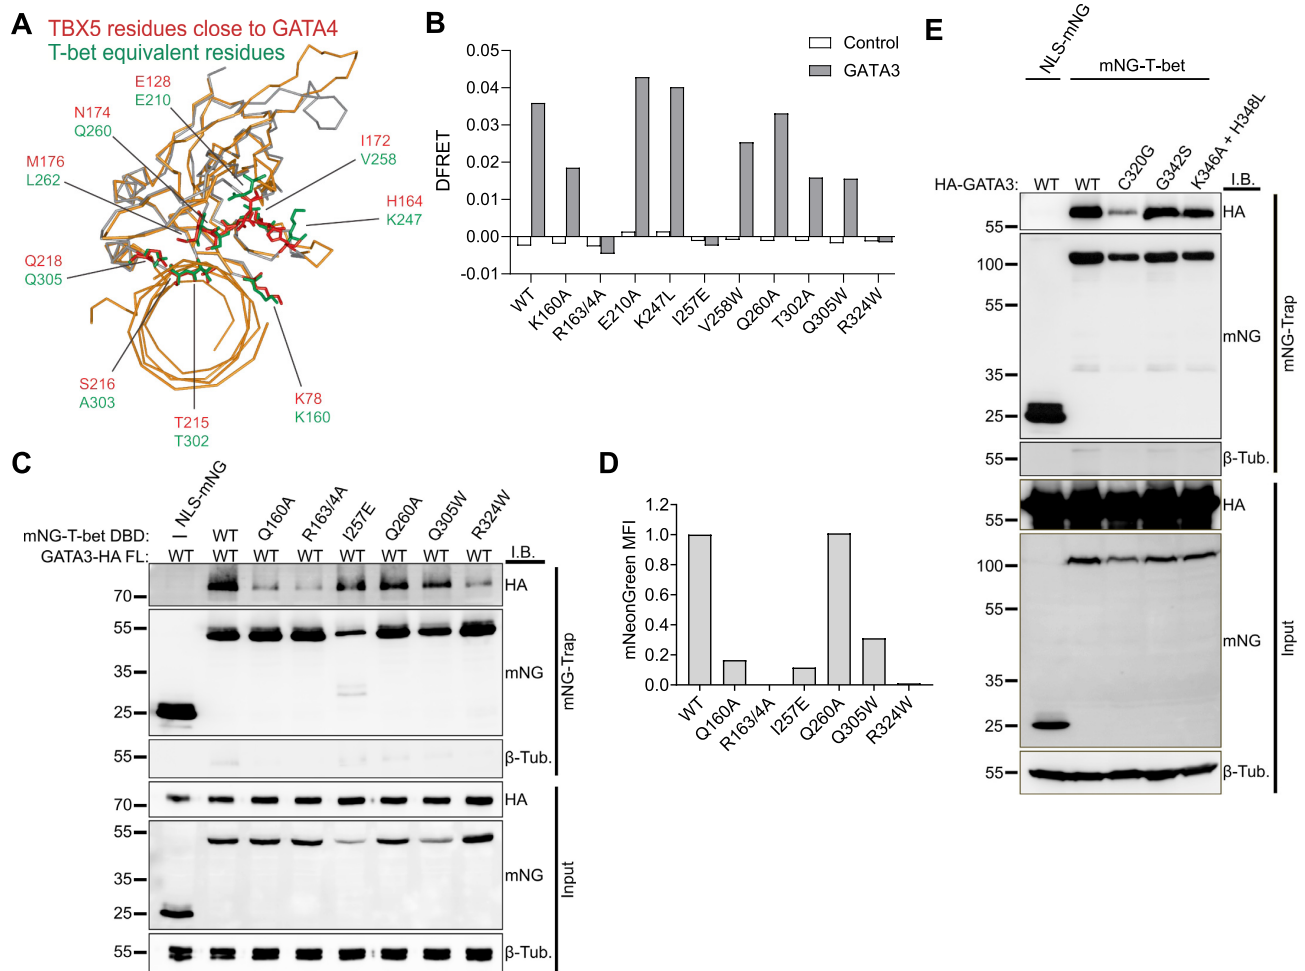 A
TBX5 residues close to GATA4
T-bet equivalent residues
E128
E210
N174
Q260
I172
V258
M176
L262
H164
K247
Q218
Q305
S216
A303
K78
K160
T215
T302
B
Control
GATA3
DFRET
0.05
0.04
0.03
0.02
0.01
0.00
-0.01
WT
K160A
R163/4A
E210A
K247L
I257E
V258W
Q260A
T302A
Q305W
R324W
C
NLS-mNG
mNG-T-bet DBD: WT Q160A R163/4A I257E Q260A Q305W R324W
GATA3-HA FL: WT WT WT WT WT WT WT WT I.B.
70 HA
55
35
25
mNG
55 β-Tub.
mNG-Trap
70 HA
55
35
25
mNG
55 β-Tub.
Input
D
mNeonGreen MFI
1.2
1.0
0.8
0.6
0.4
0.2
0.0
WT
Q160A
R163/4A
I257E
Q260A
Q305W
R324W
E
NLS-mNG
mNG-T-bet
HA-GATA3: WT WT C320G G342S K346A + H348L I.B.
55 HA
100
55
35
25
mNG
55 β-Tub.
mNG-Trap
55 HA
100
55
35
25
mNG
55 β-Tub.
Input